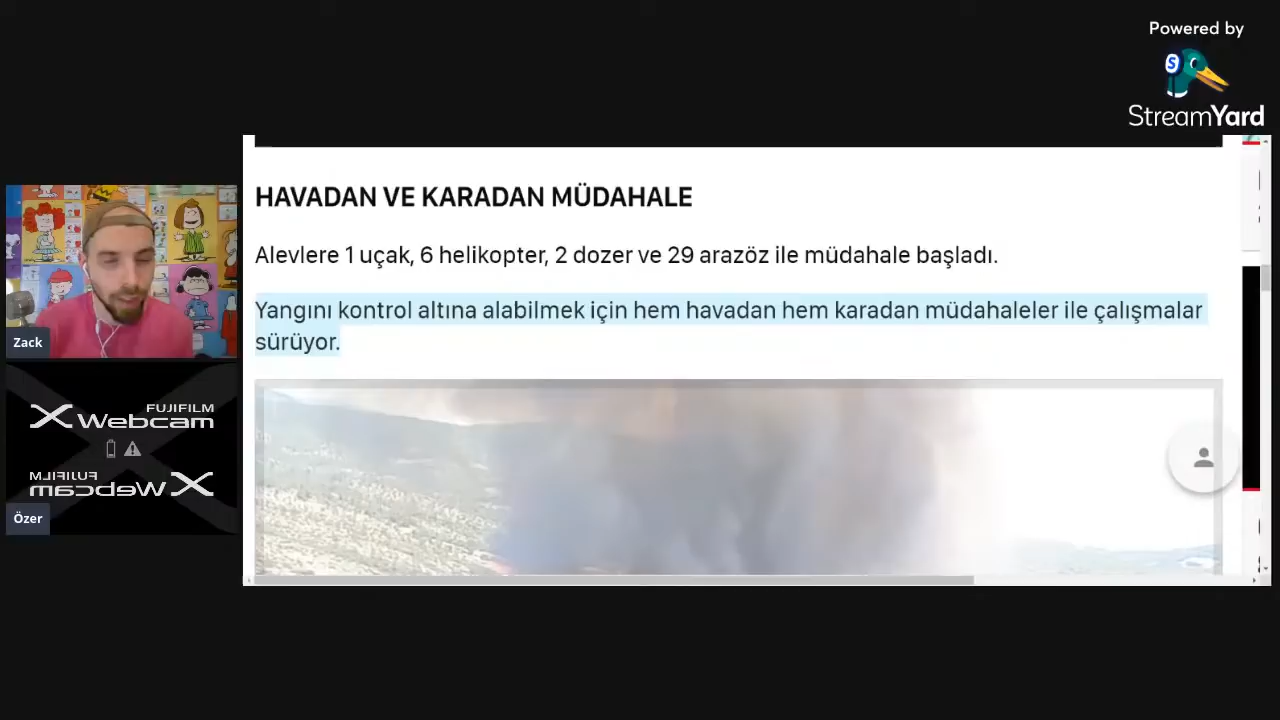 Powered by
StreamYard
HAVADAN VE KARADAN MÜDAHALE
Alevlere 1 uçak, 6 helikopter, 2 dozer ve 29 arazöz ile müdahale başladı.
Yangını kontrol altına alabilmek için hem havadan hem karadan müdahaleler ile çalışmalar
sürüyor.
Zack
FUJIFILM
X Webcam
FUJIFILM
X Webcam
Özer